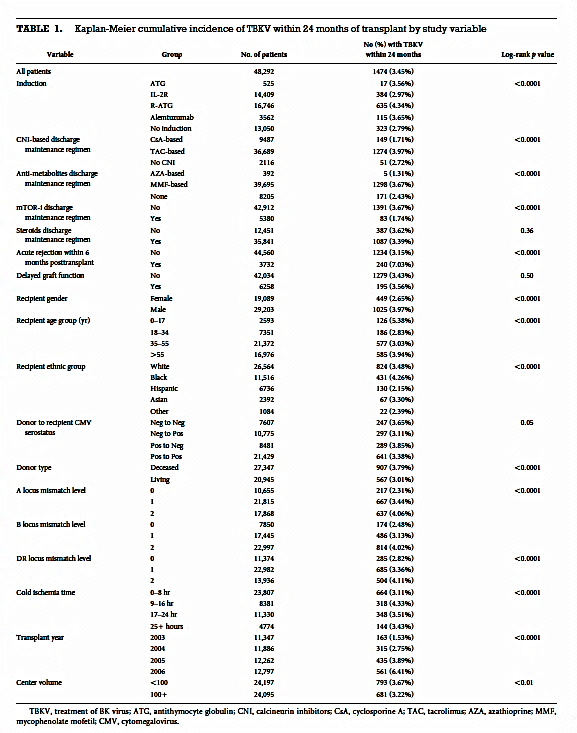 TABLE 1. Kaplan-Meier cumulative incidence of TBKV within 24 months of transplant by study variable
Variable Group No. of patients No (%) with TBKV within 24 months Log-rank p value
All patients 48,292 1474 (3.45%)
Induction ATG 525 17 (3.56%) <0.0001
IL-2R 14,409 384 (2.97%)
R-ATG 16,746 635 (4.34%)
Alemtuzumab 3562 115 (3.65%)
No induction 13,050 323 (2.79%)
CNI-based discharge CsA-based 9487 149 (1.71%) <0.0001
maintenance regimen TAC-based 36,689 1274 (3.97%)
No CNI 2116 51 (2.72%)
Anti-metabolites discharge AZA-based 392 5 (1.31%) <0.0001
maintenance regimen MMF-based 39,695 1298 (3.67%)
None 8205 171 (2.43%)
mTOR-i discharge No 42,912 1391 (3.67%) <0.0001
maintenance regimen Yes 5380 83 (1.74%)
Steroids discharge No 12,451 387 (3.62%) 0.36
maintenance regimen Yes 35,841 1087 (3.39%)
Acute rejection within 6 No 44,560 1234 (3.15%) <0.0001
months posttransplant Yes 3732 240 (7.03%)
Delayed graft function No 42,034 1279 (3.43%) 0.50
Yes 6258 195 (3.56%)
Recipient gender Female 19,089 449 (2.65%) <0.0001
Male 29,203 1025 (3.97%)
Recipient age group (yr) 0–17 2593 126 (5.38%) <0.0001
18–34 7351 186 (2.83%)
35–55 21,372 577 (3.03%)
>55 16,976 585 (3.94%)
Recipient ethnic group White 26,564 824 (3.48%) <0.0001
Black 11,516 431 (4.26%)
Hispanic 6736 130 (2.15%)
Asian 2392 67 (3.30%)
Other 1084 22 (2.39%)
Donor to recipient CMV Neg to Neg 7607 247 (3.65%) 0.05
serostatus Neg to Pos 10,775 297 (3.11%)
Pos to Neg 8481 289 (3.85%)
Pos to Pos 21,429 641 (3.38%)
Donor type Deceased 27,347 907 (3.79%) <0.0001
Living 20,945 567 (3.01%)
A locus mismatch level 0 10,655 217 (2.31%) <0.0001
1 21,815 667 (3.44%)
2 17,868 637 (4.06%)
B locus mismatch level 0 7850 174 (2.48%)
1 17,445 486 (3.13%)
2 22,997 814 (4.02%)
DR locus mismatch level 0 11,374 285 (2.82%) <0.0001
1 22,982 685 (3.36%)
2 13,936 504 (4.11%)
Cold ischemia time 0–8 hr 23,807 664 (3.11%) <0.0001
9–16 hr 8381 318 (4.33%)
17–24 hr 11,330 348 (3.51%)
25+ hours 4774 144 (3.43%)
Transplant year 2003 11,347 163 (1.53%) <0.0001
2004 11,886 315 (2.75%)
2005 12,262 435 (3.89%)
2006 12,797 561 (6.41%)
Center volume <100 24,197 793 (3.67%) <0.01
100+ 24,095 681 (3.22%)
TBKV, treatment of BK virus; ATG, antithymocyte globulin; CNI, calcineurin inhibitors; CsA, cyclosporine A; TAC, tacrolimus; AZA, azathioprine; MMF,
mycophenolate mofetil; CMV, cytomegalovirus.